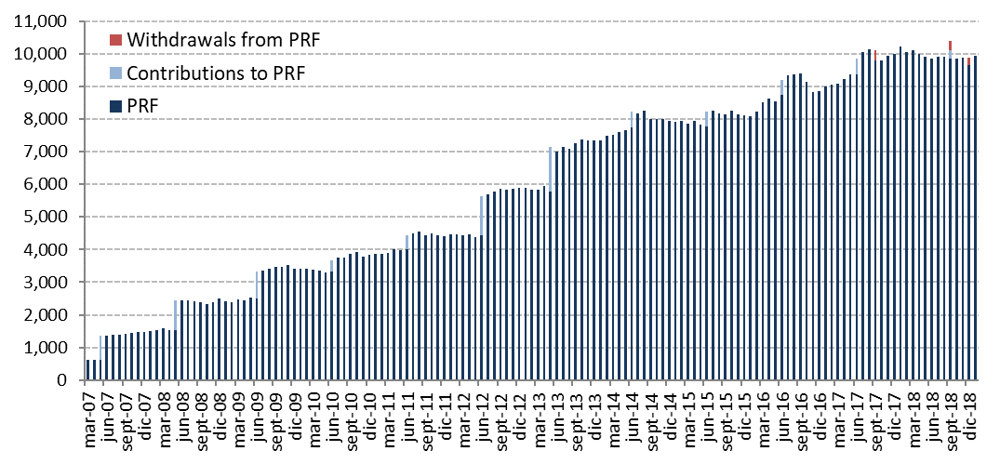 11,000
10,000
9,000
8,000
7,000
6,000
5,000
4,000
3,000
2,000
1,000
0
Withdrawals from PRF
Contributions to PRF
PRF
mar-07
jun-07
sept-07
dic-07
mar-08
jun-08
sept-08
dic-08
mar-09
jun-09
sept-09
dic-09
mar-10
jun-10
sept-10
dic-10
mar-11
jun-11
sept-11
dic-11
mar-12
jun-12
sept-12
dic-12
mar-13
jun-13
sept-13
dic-13
mar-14
jun-14
sept-14
dic-14
mar-15
jun-15
sept-15
dic-15
mar-16
jun-16
sept-16
dic-16
mar-17
jun-17
sept-17
dic-17
mar-18
jun-18
sept-18
dic-18